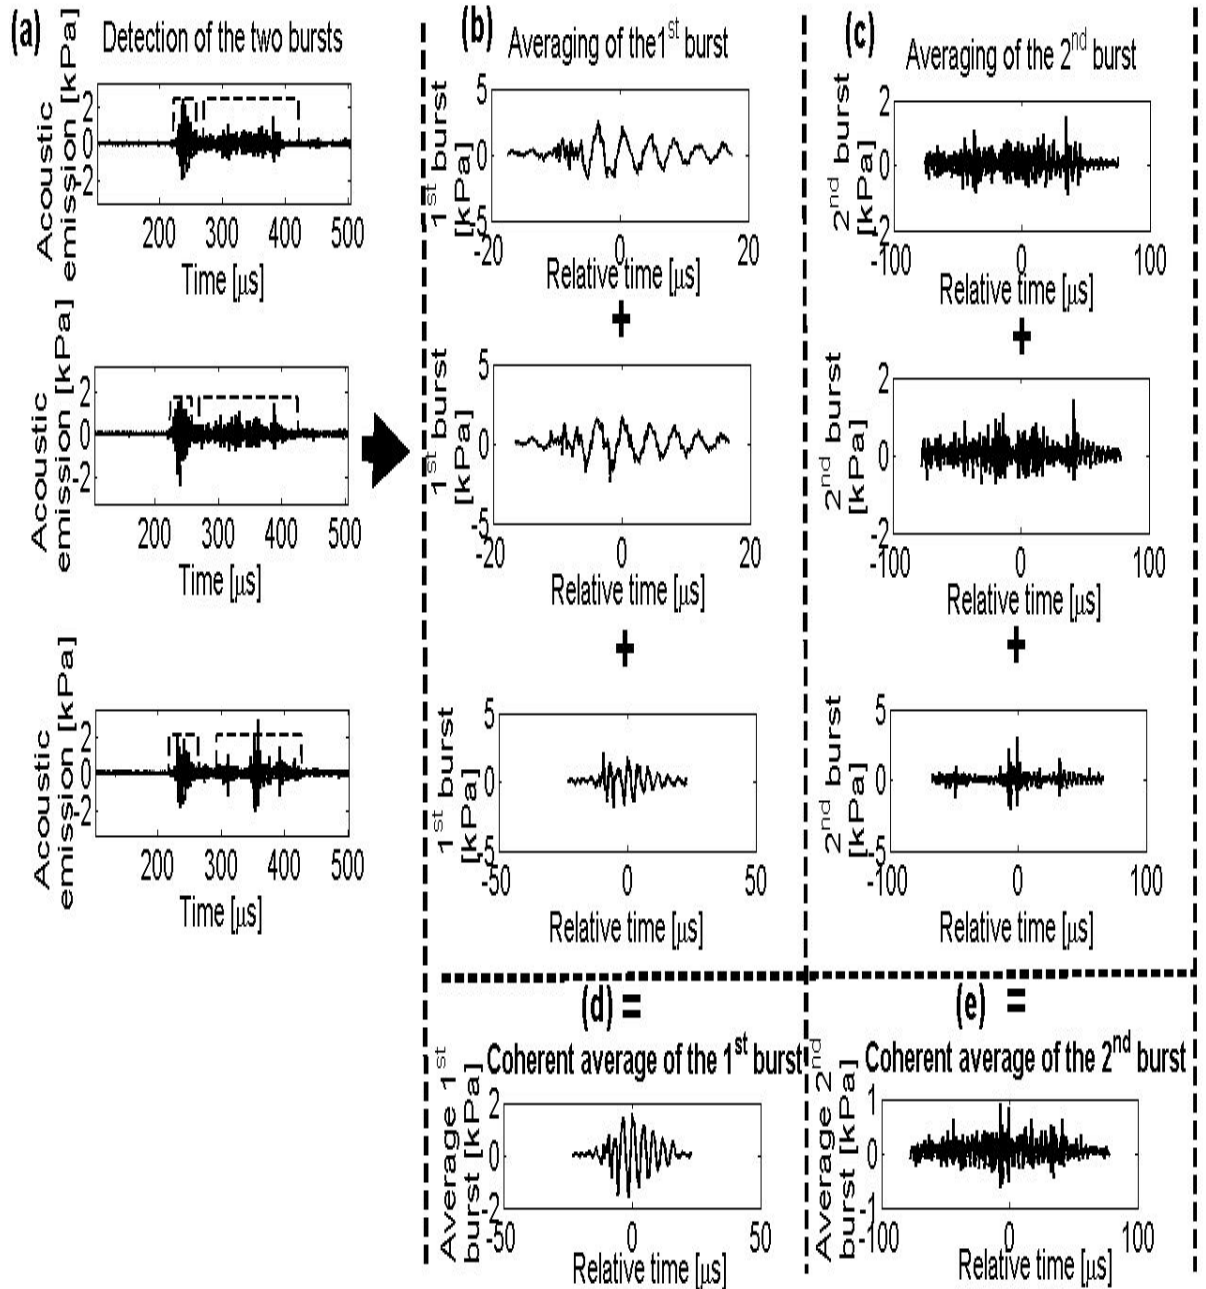 (a)
Detection of the two bursts
Acoustic
emission [kPa]
2
0
-2
200 300 400 500
Time [μs]
Acoustic
emission [kPa]
2
0
-2
200 300 400 500
Time [μs]
Acoustic
emission [kPa]
2
0
-2
200 300 400 500
Time [μs]
(b)
Averaging of the1st burst
1st burst
[kPa]
5
0
-5
-20 0 20
Relative time [μs]
+
1st burst
[kPa]
5
0
-5
-20 0 20
Relative time [μs]
+
1st burst
[kPa]
5
0
-5
-50 0 50
Relative time [μs]
(c)
Averaging of the 2nd burst
2nd burst
[kPa]
2
0
-2
-100 0 100
Relative time [μs]
+
2nd burst
[kPa]
2
0
-2
-100 0 100
Relative time [μs]
+
2nd burst
[kPa]
5
0
-5
-100 0 100
Relative time [μs]
(d) =
Coherent average of the 1st burst
Average 1st
burst [kPa]
2
0
-2
-50 0 50
Relative time [μs]
(e) =
Coherent average of the 2nd burst
Average 2nd
burst [kPa]
1
0
-1
-100 0 100
Relative time [μs]